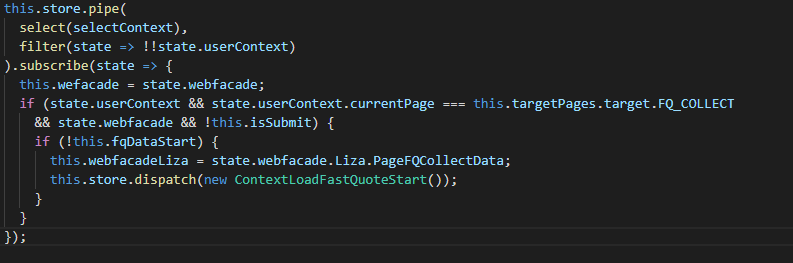 this.store.pipe(
select(selectContext),
filter(state => !!state.userContext)
).subscribe(state => {
this.wefacade = state.webfacade;
if (state.userContext && state.userContext.currentPage === this.targetPages.target.FQ_COLLECT
&& state.webfacade && !this.isSubmit) {
if (!this.fqDataStart) {
this.webfacadeLiza = state.webfacade.Liza.PageFQCollectData;
this.store.dispatch(new ContextLoadFastQuoteStart());
}
}
});